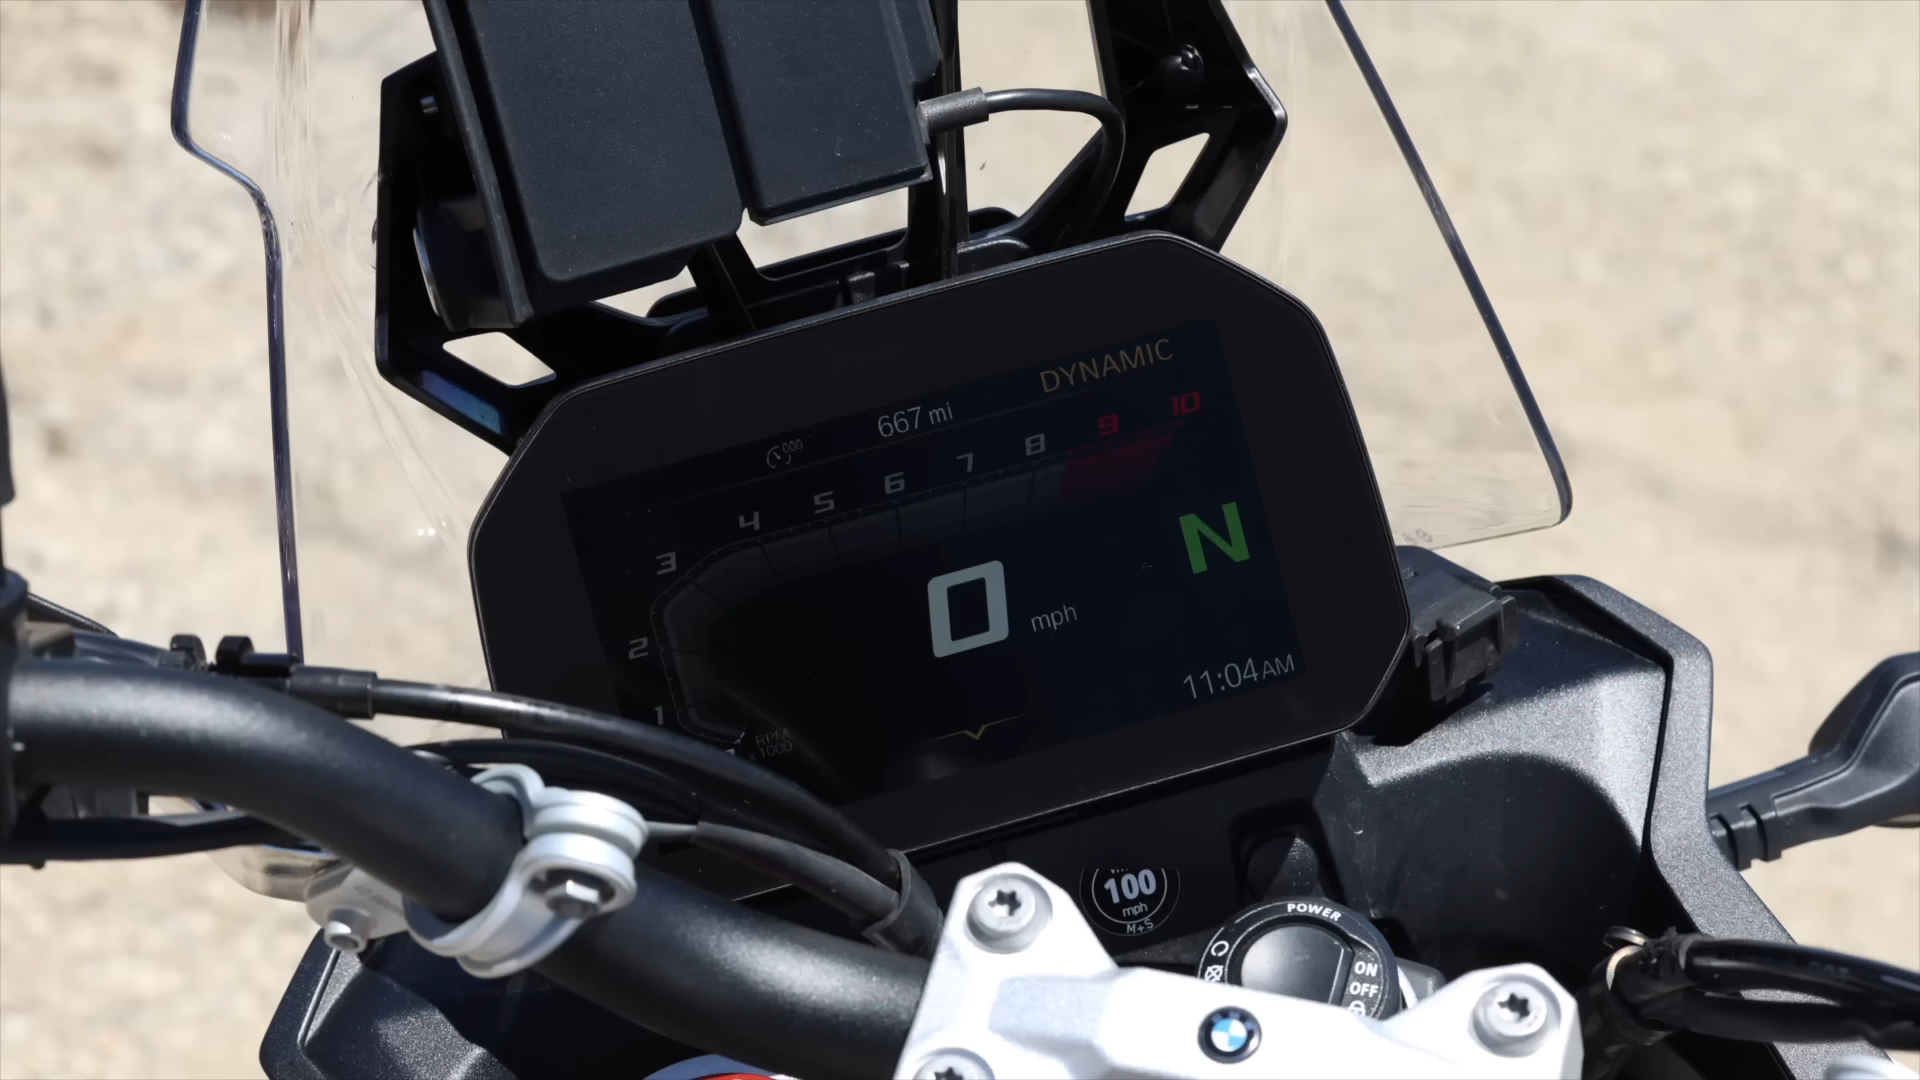 DYNAMIC
667 mi
10
9
8
7
6
5
4
3
2
1
RPM
x1000
0 mph
N
11:04AM
100
mph
M+S
POWER
ON
OFF